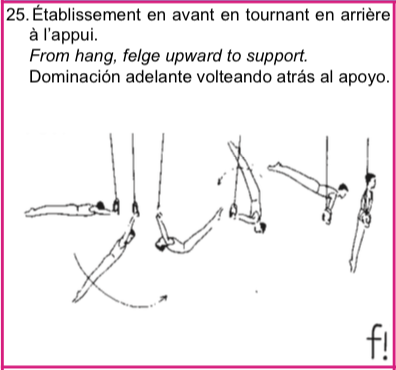 25. Établissement en avant en tournant en arrière
à l'appui.
From hang, felge upward to support.
Dominación adelante volteando atrás al apoyo.
f!